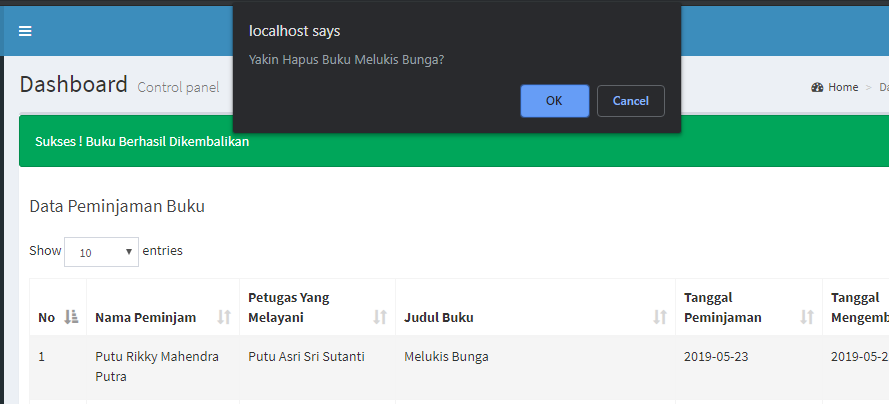 localhost says
Yakin Hapus Buku Melukis Bunga?
OK Cancel
Dashboard Control panel
Home >
Sukses ! Buku Berhasil Dikembalikan
Data Peminjaman Buku
Show 10 entries
No Nama Peminjam Petugas Yang Melayani Judul Buku Tanggal Peminjaman Tanggal
1 Putu Rikky Mahendra Putra Putu Asri Sri Sutanti Melukis Bunga 2019-05-23 2019-05-2